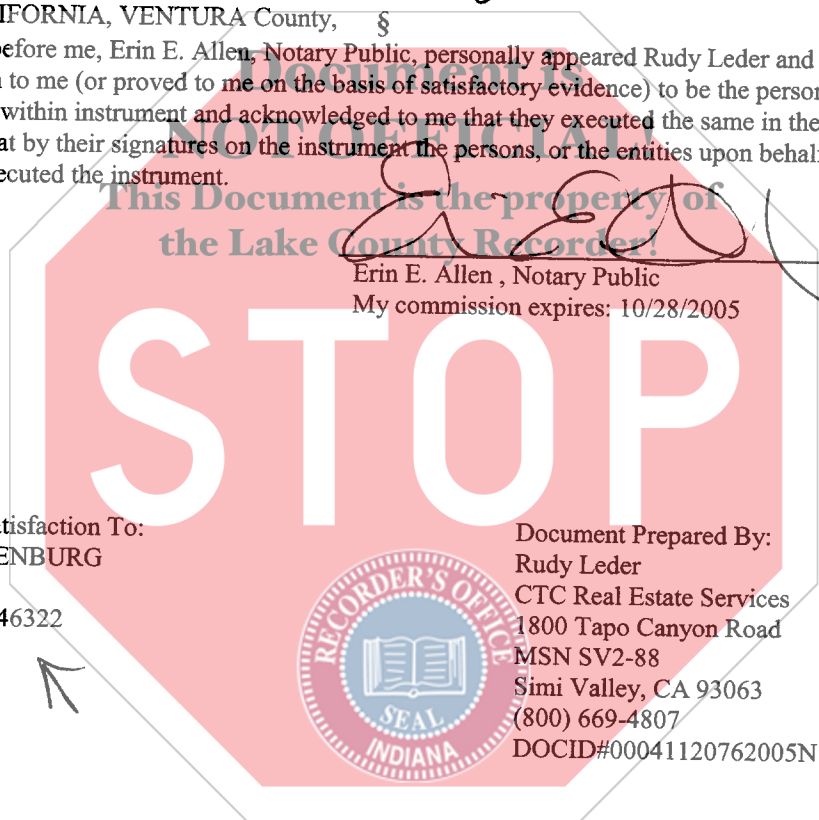 IFORNIA, VENTURA County, §
efore me, Erin E. Allen, Notary Public, personally appeared Rudy Leder and
to me (or proved to me on the basis of satisfactory evidence) to be the person
within instrument and acknowledged to me that they executed the same in the
at by their signatures on the instrument the persons, or the entities upon behalf
ecuted the instrument.
Document is
NOT OFFICIAL!
This Document is the property of
the Lake County Recorder!
Erin E. Allen , Notary Public
My commission expires: 10/28/2005
STOP
tisfaction To:
ENBURG
46322
Document Prepared By:
Rudy Leder
CTC Real Estate Services
1800 Tapo Canyon Road
MSN SV2-88
Simi Valley, CA 93063
(800) 669-4807
DOCID#00041120762005N
RECORDER'S OFFICE
SEAL
INDIANA